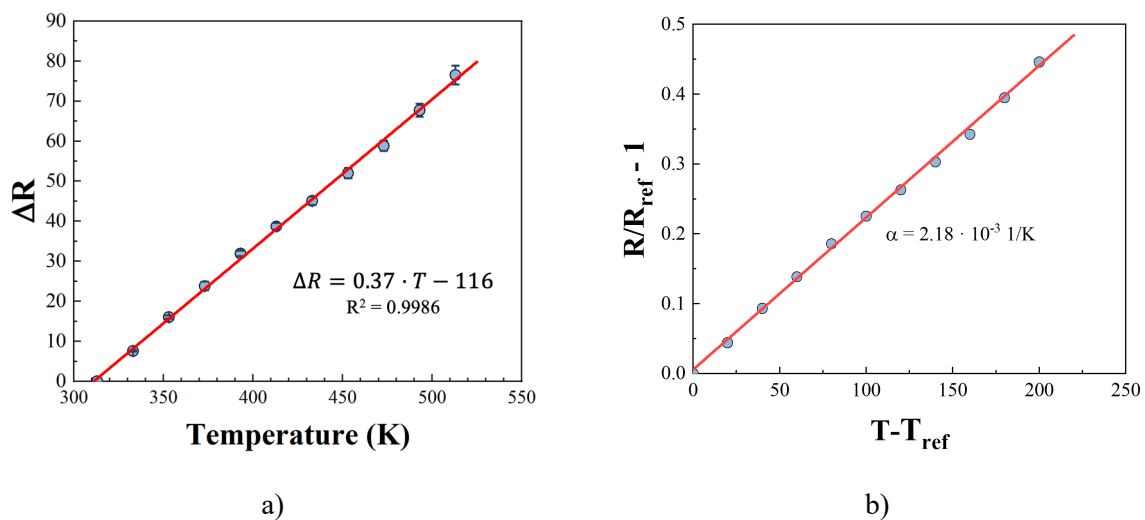 90
80
70
60
50
40
30
20
10
0
ΔR
300 350 400 450 500 550
Temperature (K)
ΔR = 0.37 · T − 116
R² = 0.9986
a)
0.5
0.4
0.3
0.2
0.1
0.0
R/Rref - 1
0 50 100 150 200 250
T-Tref
α = 2.18 · 10⁻³ 1/K
b)